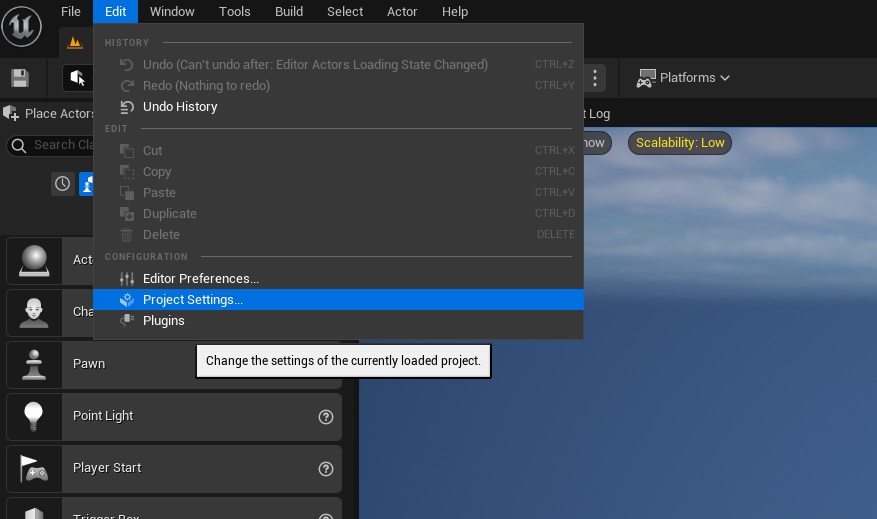 File Edit Window Tools Build Select Actor Help
HISTORY
Undo (Can't undo after: Editor Actors Loading State Changed) CTRL+Z
Redo (Nothing to redo) CTRL+Y
Undo History
Platforms
Place Actors
Log
EDIT
Search Cla
Cut CTRL+X
Scalability: Low
Copy CTRL+C
Paste CTRL+V
Duplicate CTRL+D
Delete DELETE
CONFIGURATION
Editor Preferences...
Project Settings...
Plugins
Change the settings of the currently loaded project.
Act
Cha
Pawn
Point Light
Player Start
Trigger Box